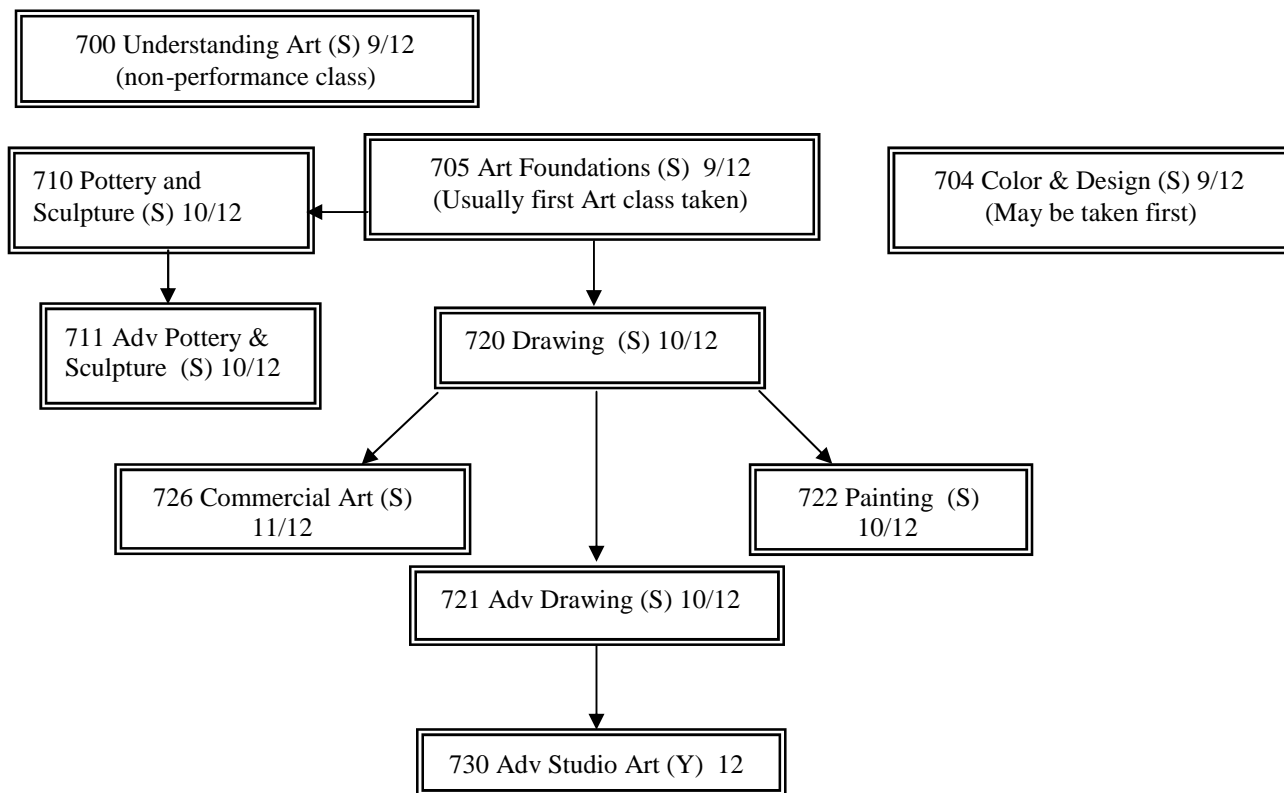 700 Understanding Art (S) 9/12
(non-performance class)
710 Pottery and
Sculpture (S) 10/12
705 Art Foundations (S) 9/12
(Usually first Art class taken)
704 Color & Design (S) 9/12
(May be taken first)
711 Adv Pottery &
Sculpture (S) 10/12
720 Drawing (S) 10/12
726 Commercial Art (S)
11/12
722 Painting (S)
10/12
721 Adv Drawing (S) 10/12
730 Adv Studio Art (Y) 12